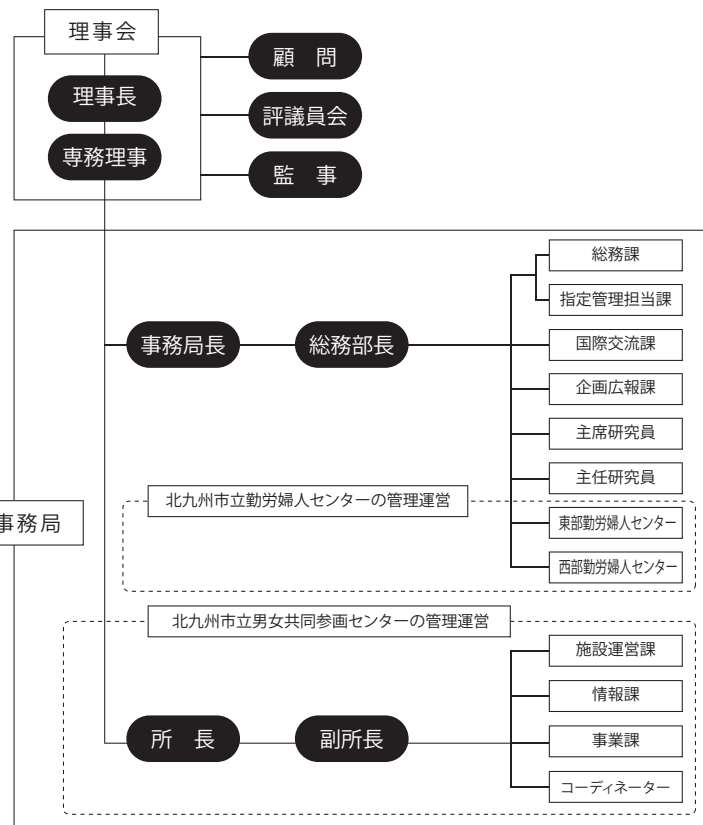 理事会
理事長
専務理事
顧　問
評議員会
監　事
事務局
事務局長
総務部長
総務課
指定管理担当課
国際交流課
企画広報課
主席研究員
主任研究員
北九州市立勤労婦人センターの管理運営
東部勤労婦人センター
西部勤労婦人センター
北九州市立男女共同参画センターの管理運営
所　長
副所長
施設運営課
情報課
事業課
コーディネーター